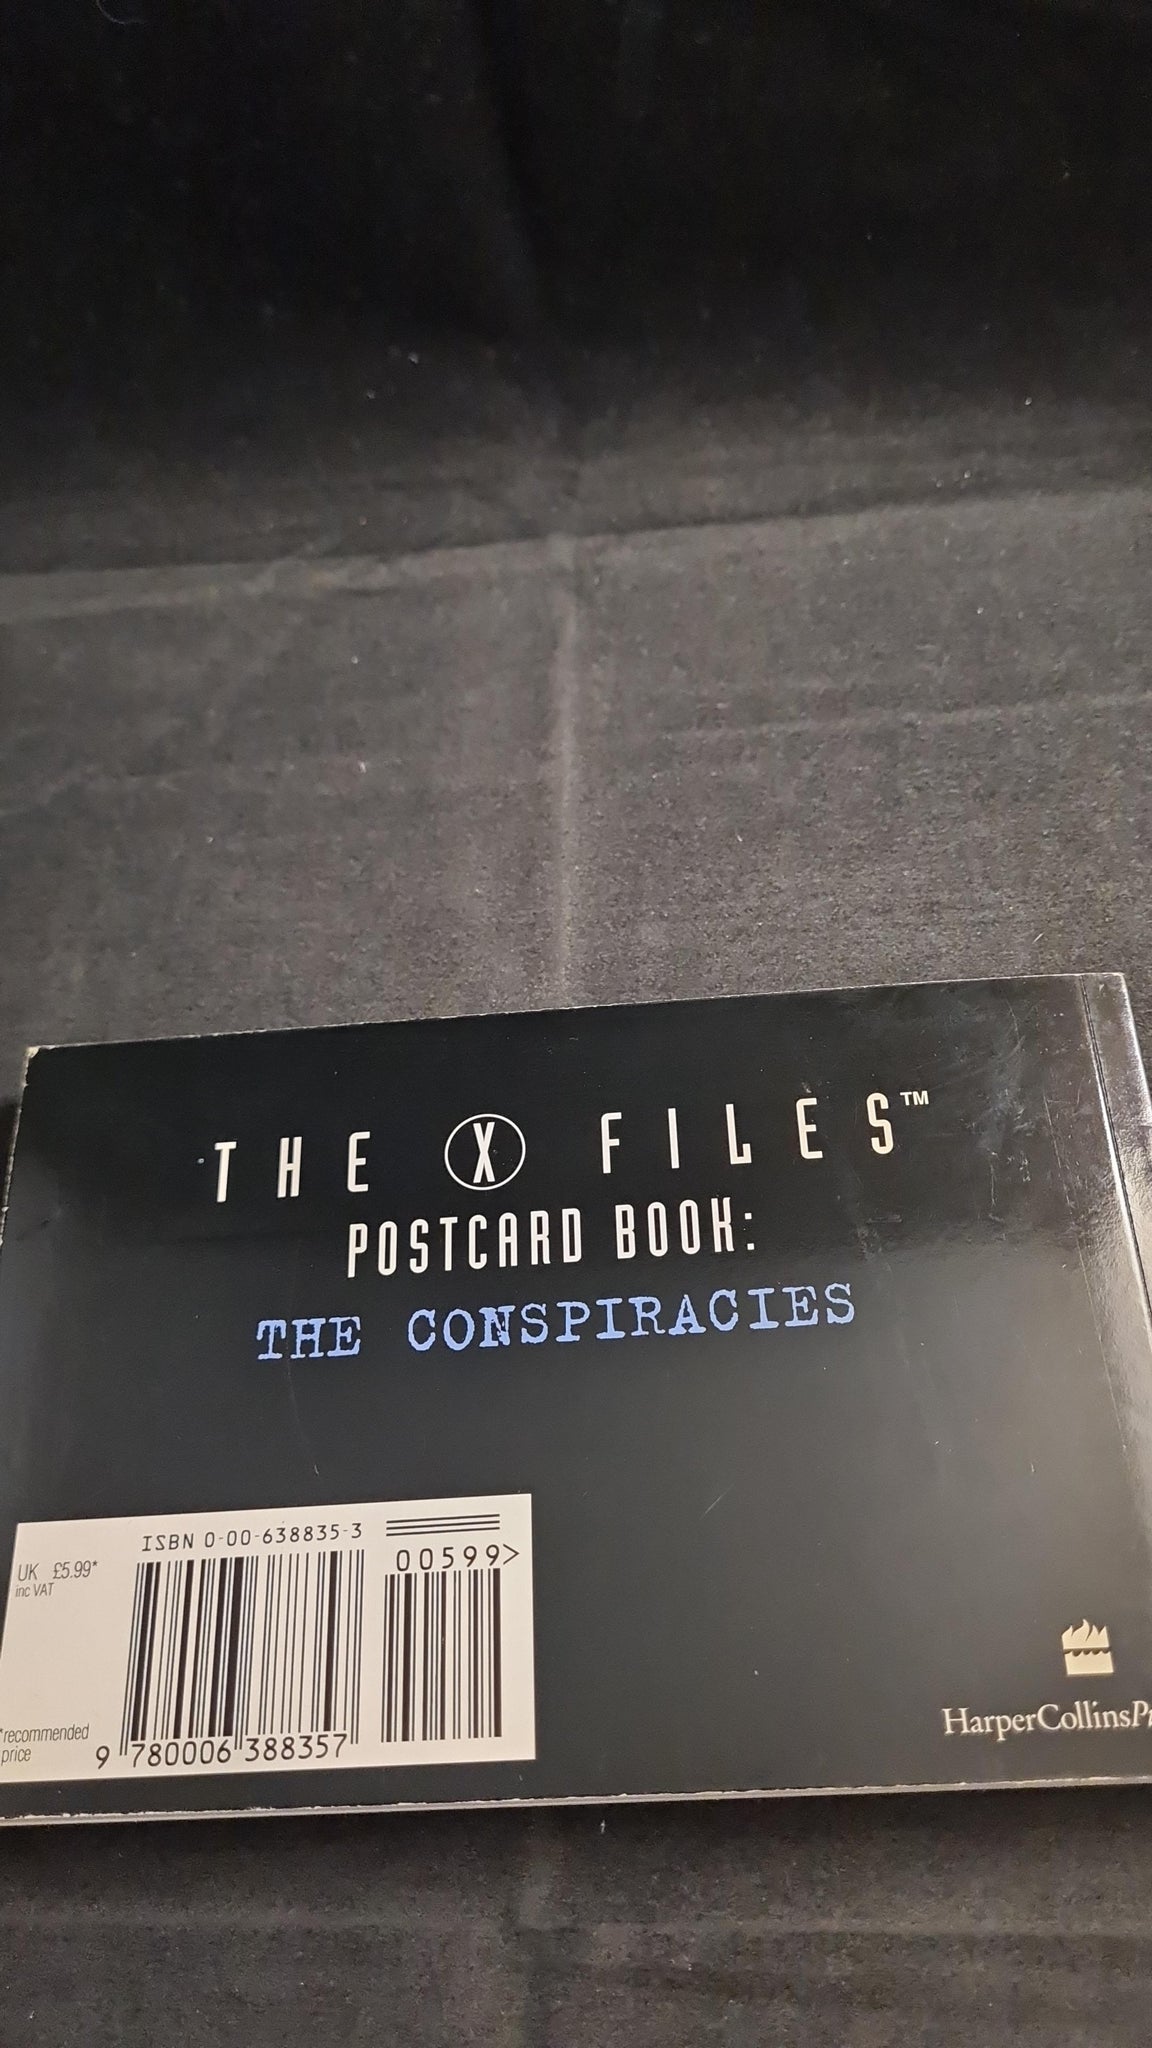 THE X FILES™
POSTCARD BOOK:
THE CONSPIRACIES
ISBN 0-00-638835-3
UK £5.99*
inc VAT
00599>
*recommended
price
9 780006 388357
HarperCollins